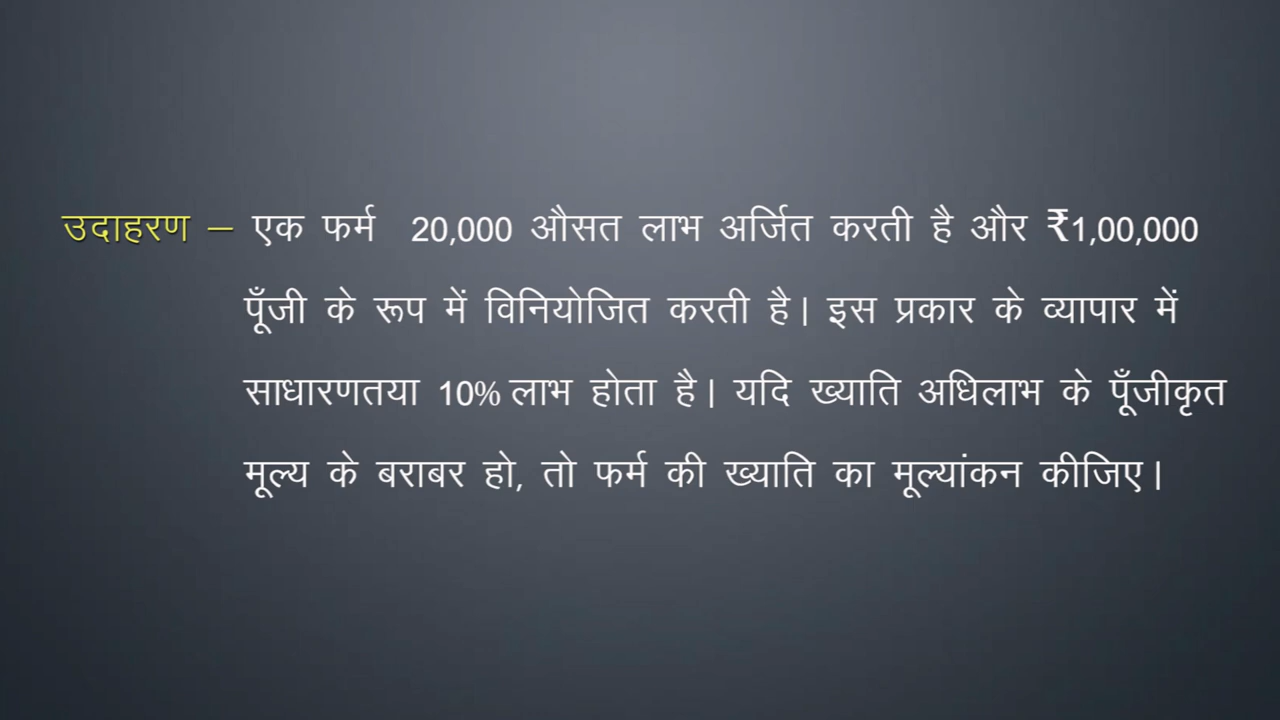 उदाहरण – एक फर्म 20,000 औसत लाभ अर्जित करती है और ₹1,00,000
पूँजी के रूप में विनियोजित करती है। इस प्रकार के व्यापार में
साधारणतया 10% लाभ होता है। यदि ख्याति अधिलाभ के पूँजीकृत
मूल्य के बराबर हो, तो फर्म की ख्याति का मूल्यांकन कीजिए।